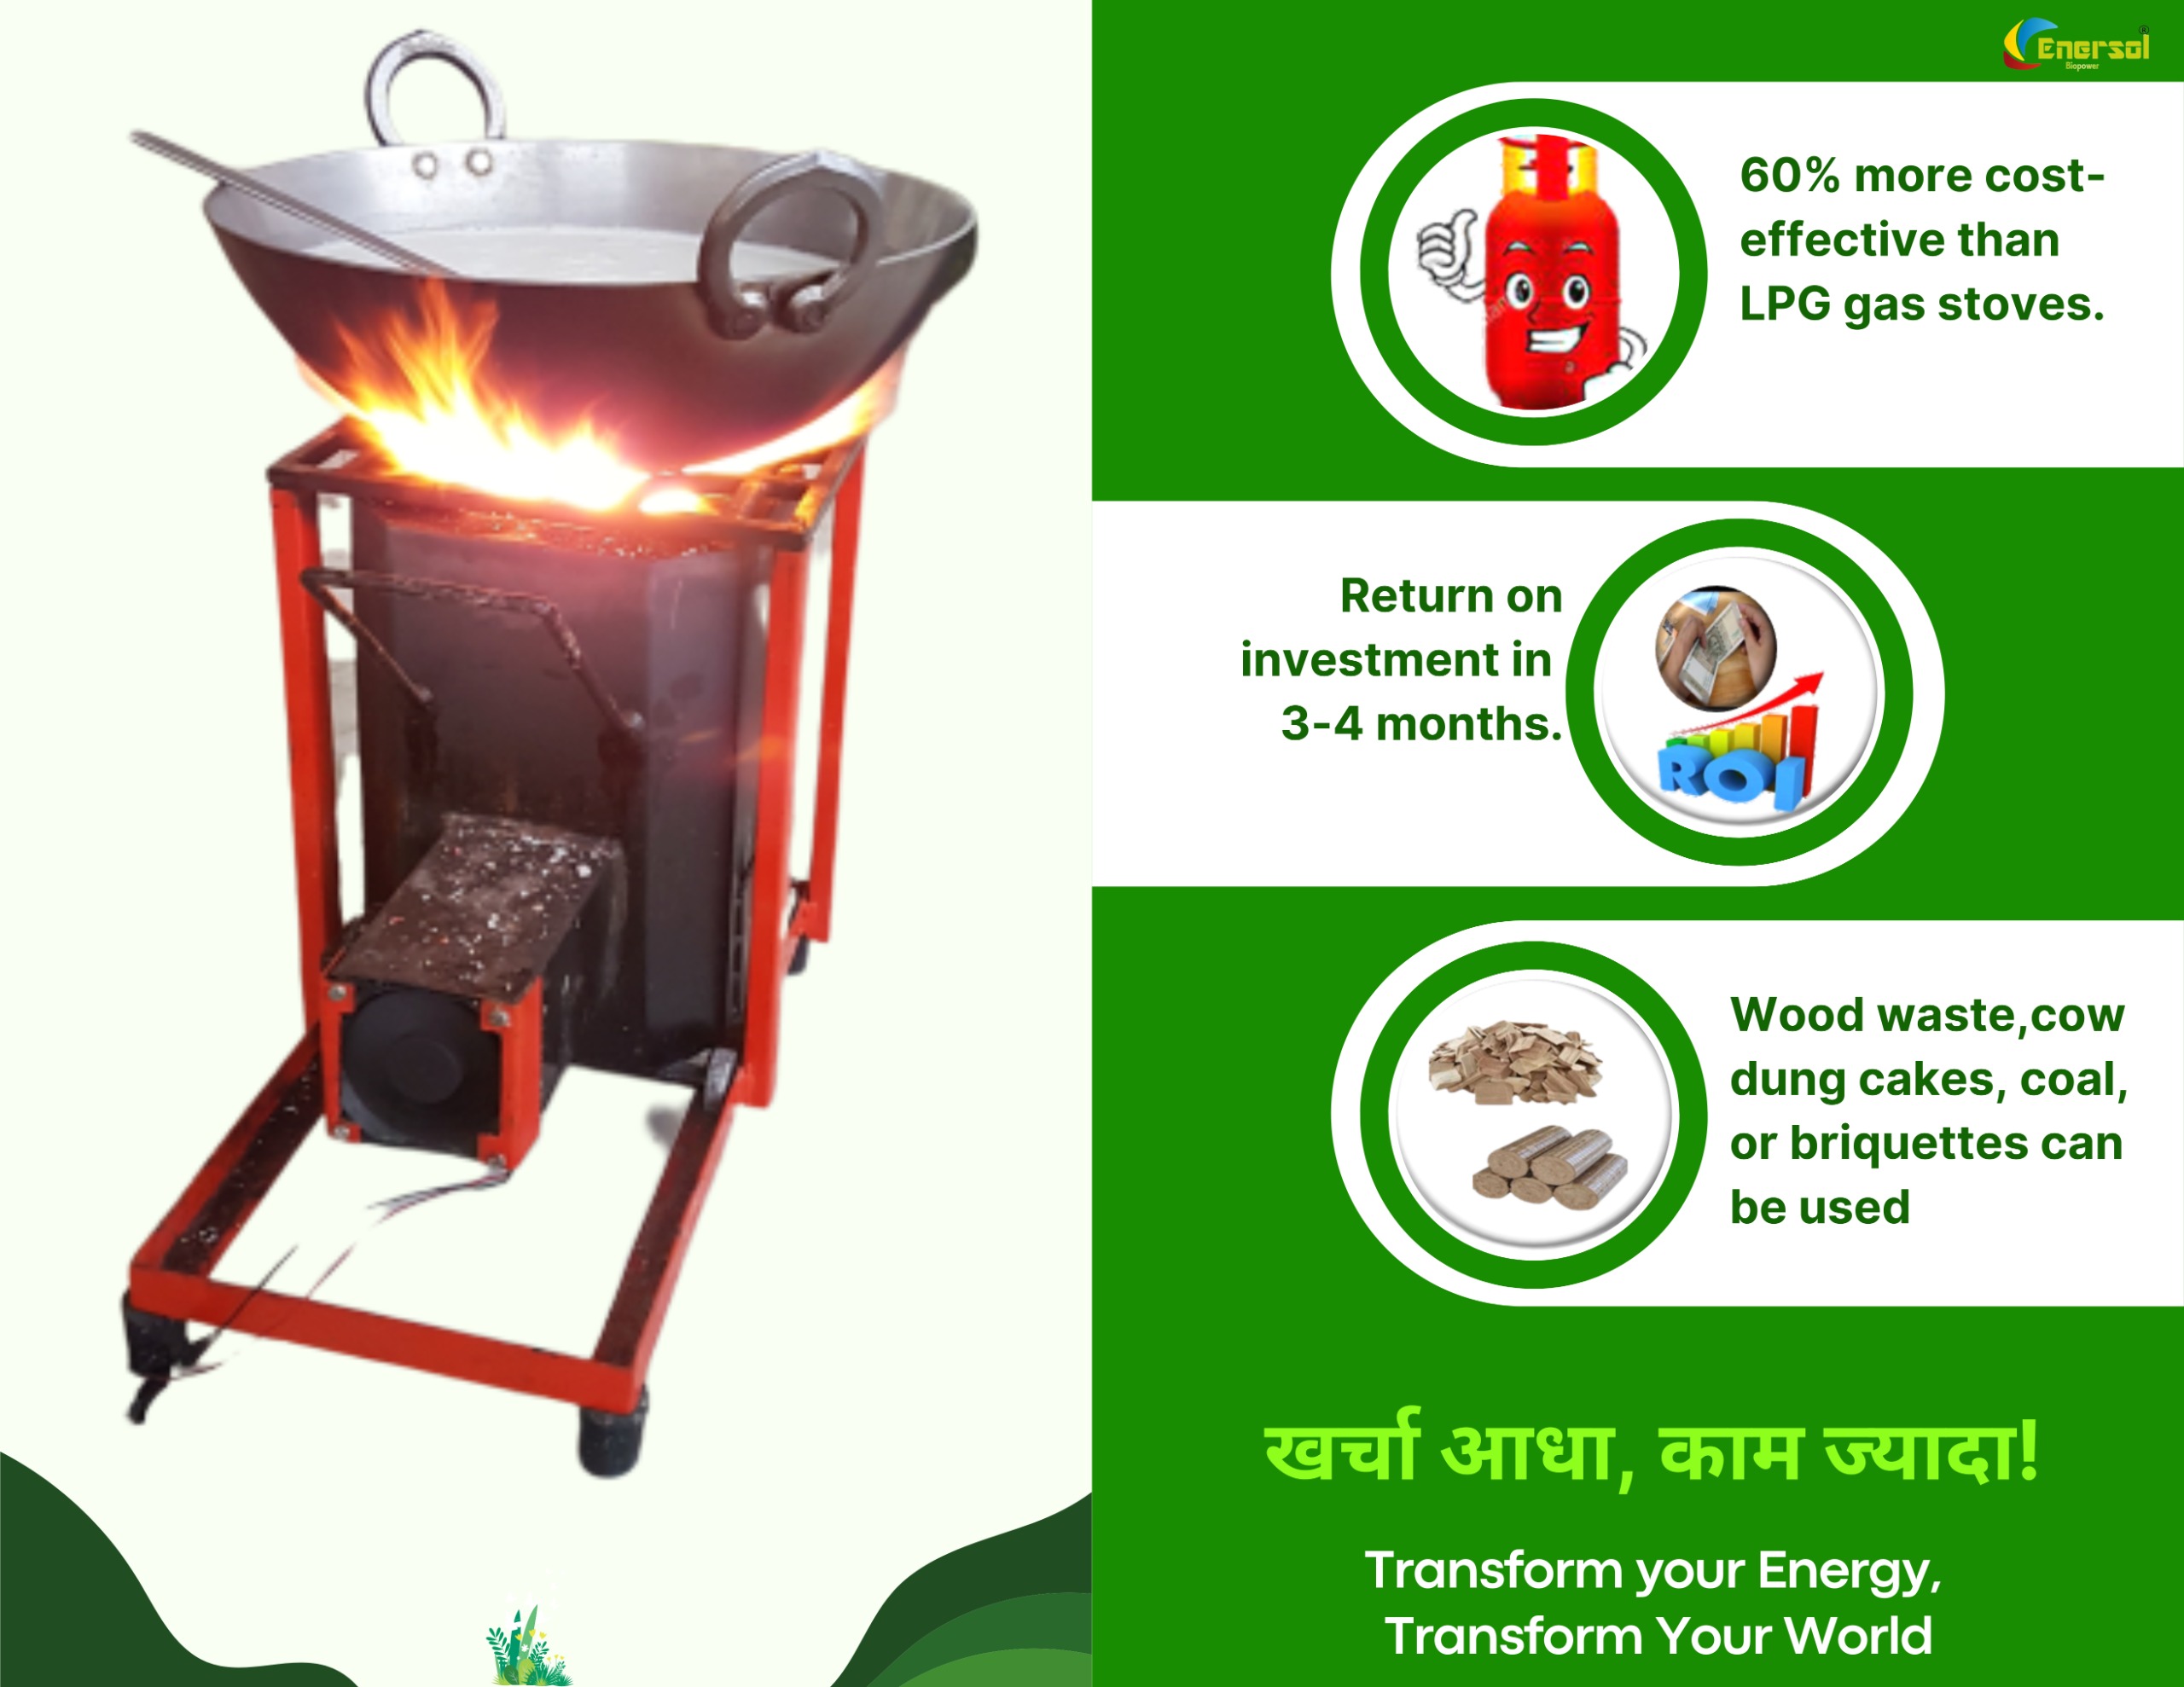 Enersol®
Biopower
60% more cost-
effective than
LPG gas stoves.
Return on
investment in
3-4 months.
ROI
Wood waste,cow
dung cakes, coal,
or briquettes can
be used
खर्चा आधा, काम ज्यादा!
Transform your Energy,
Transform Your World